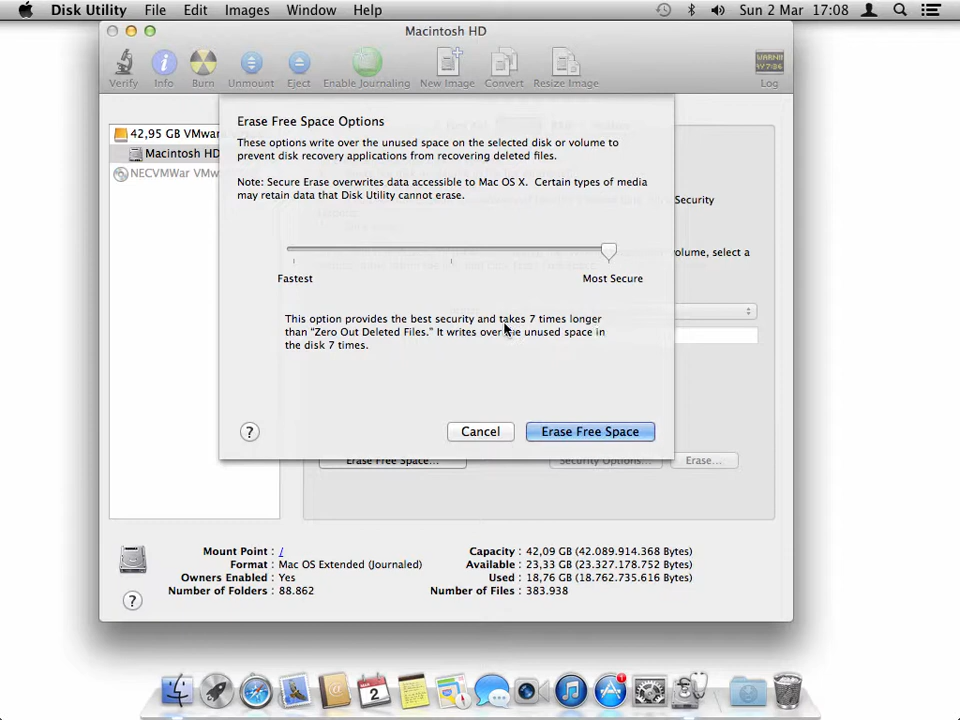 Disk Utility File Edit Images Window Help Sun 2 Mar 17:08
Macintosh HD
Verify Info Burn Unmount Eject Enable Journaling New Image Convert Resize Image Log
42,95 GB VMwar
Macintosh HD
NECVMWar VMw
Erase Free Space Options
These options write over the unused space on the selected disk or volume to
prevent disk recovery applications from recovering deleted files.
Note: Secure Erase overwrites data accessible to Mac OS X. Certain types of media
may retain data that Disk Utility cannot erase.
Security
volume, select a
Fastest Most Secure
This option provides the best security and takes 7 times longer
than "Zero Out Deleted Files." It writes over the unused space in
the disk 7 times.
? Cancel Erase Free Space
Erase Free Space... Security Options... Erase...
Mount Point : / Capacity : 42,09 GB (42.089.914.368 Bytes)
Format : Mac OS Extended (Journaled) Available : 23,33 GB (23.327.178.752 Bytes)
Owners Enabled : Yes Used : 18,76 GB (18.762.735.616 Bytes)
Number of Folders : 88.862 Number of Files : 383.938
?
2
1